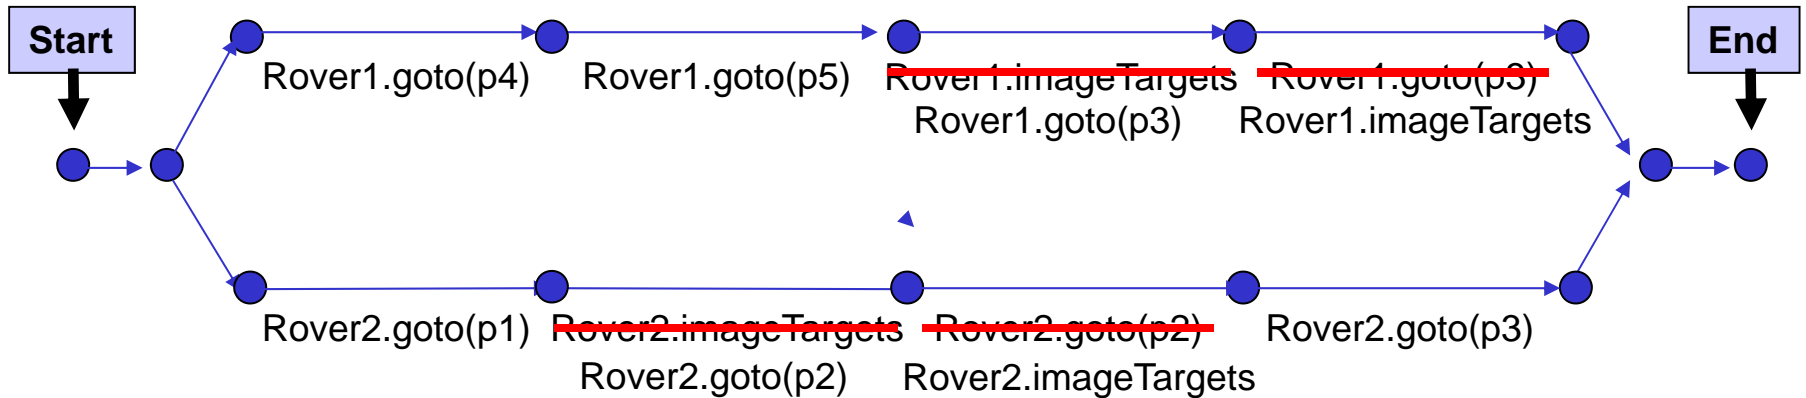 Start
End
Rover1.goto(p4) Rover1.goto(p5) Rover1.imageTargets Rover1.goto(p3)
Rover1.goto(p3) Rover1.imageTargets
Rover2.goto(p1) Rover2.imageTargets Rover2.goto(p2) Rover2.goto(p3)
Rover2.goto(p2) Rover2.imageTargets